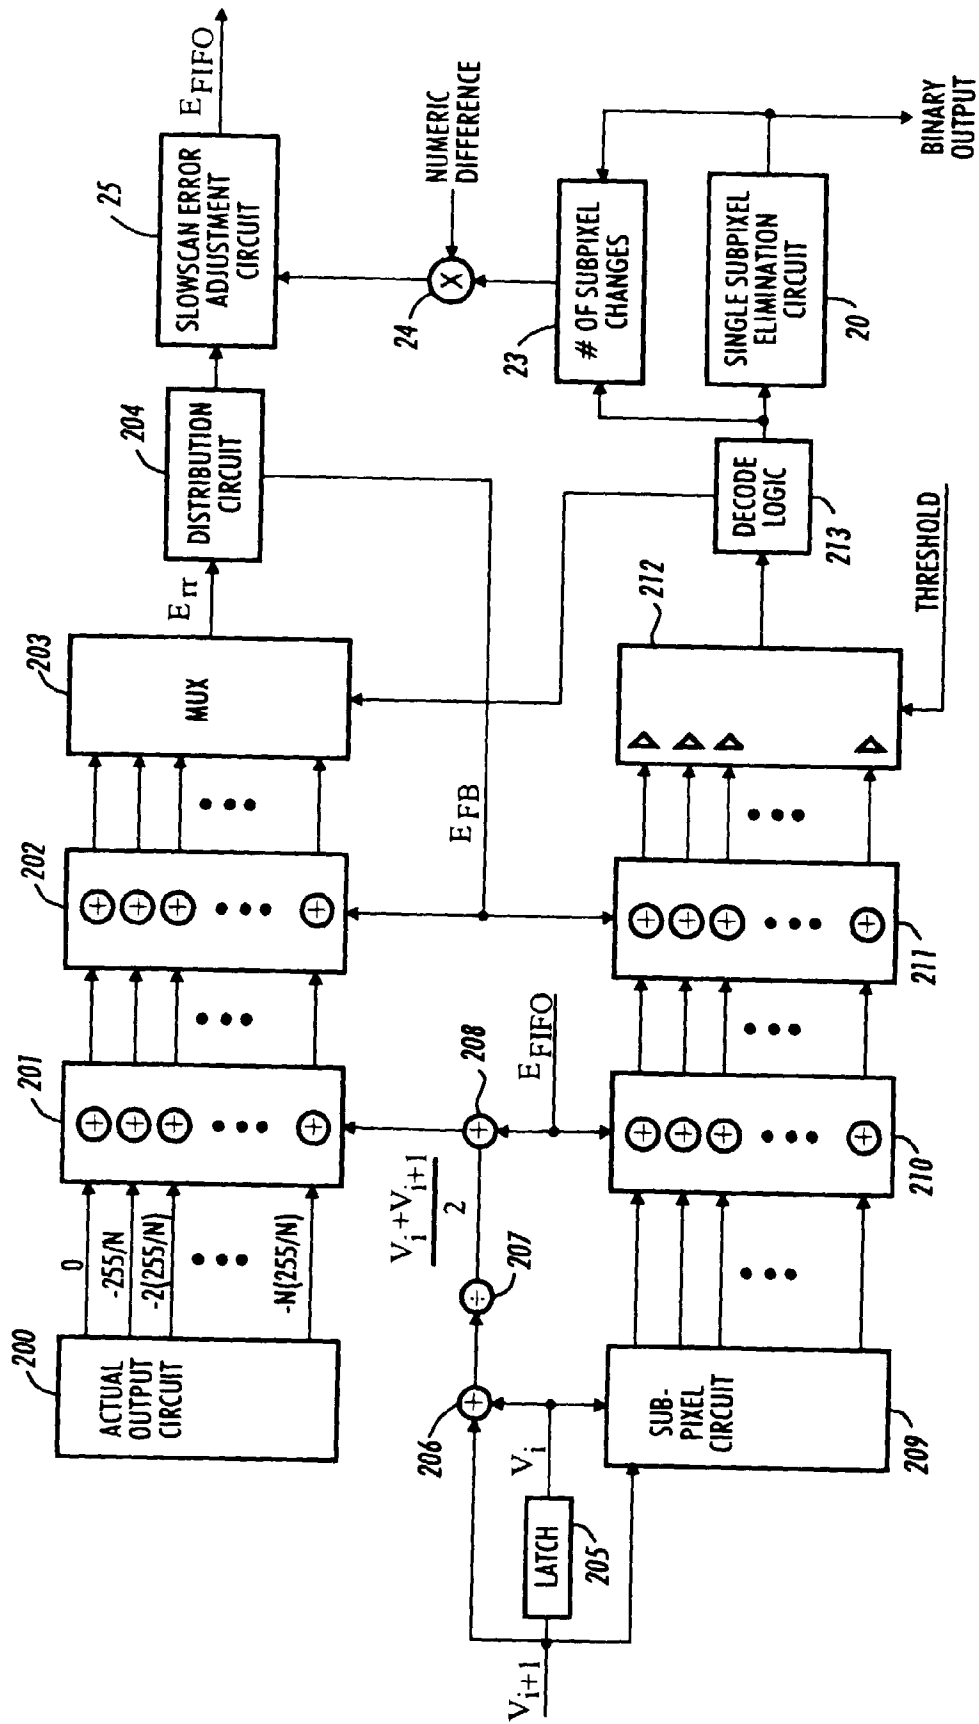 200
ACTUAL
OUTPUT
CIRCUIT
0
-255/N
-2(255/N)
-N(255/N)
201
202
203
MUX
Err
204
DISTRIBUTION
CIRCUIT
25
SLOWSCAN ERROR
ADJUSTMENT
CIRCUIT
E FIFO
Vi+1
LATCH
205
Vi
206
207
Vi+Vi+1
2
208
E FIFO
E FB
24
X
NUMERIC
DIFFERENCE
23
# OF SUBPIXEL
CHANGES
SUB-
PIXEL
CIRCUIT
209
210
211
212
THRESHOLD
DECODE
LOGIC
213
SINGLE SUBPIXEL
ELIMINATION
CIRCUIT
20
BINARY
OUTPUT